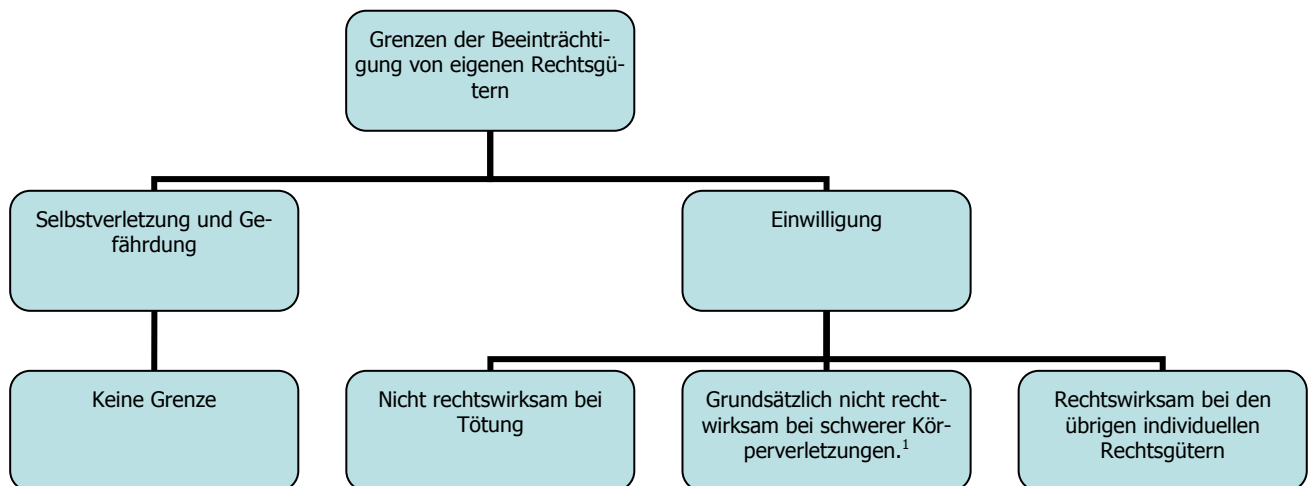 Grenzen der Beeinträchti-
gung von eigenen Rechtsgü-
tern
Selbstverletzung und Ge-
fährdung
Einwilligung
Keine Grenze
Nicht rechtswirksam bei
Tötung
Grundsätzlich nicht recht-
wirksam bei schwerer Kör-
perverletzungen.¹
Rechtswirksam bei den
übrigen individuellen
Rechtsgütern